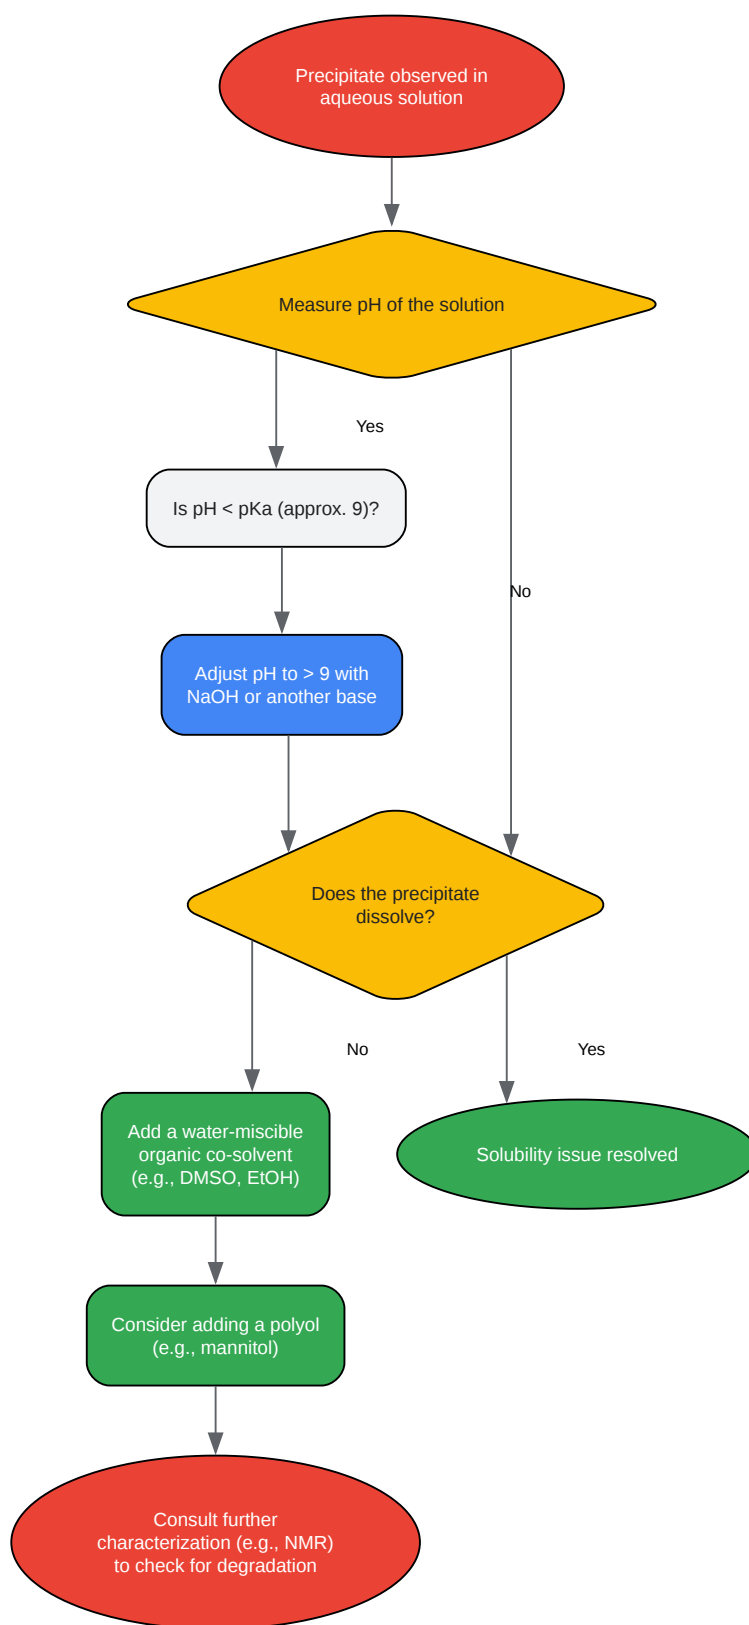 Precipitate observed in
aqueous solution
Measure pH of the solution
Yes
Is pH < pKa (approx. 9)?
No
Adjust pH to > 9 with
NaOH or another base
Does the precipitate
dissolve?
No
Yes
Add a water-miscible
organic co-solvent
(e.g., DMSO, EtOH)
Solubility issue resolved
Consider adding a polyol
(e.g., mannitol)
Consult further
characterization (e.g., NMR)
to check for degradation